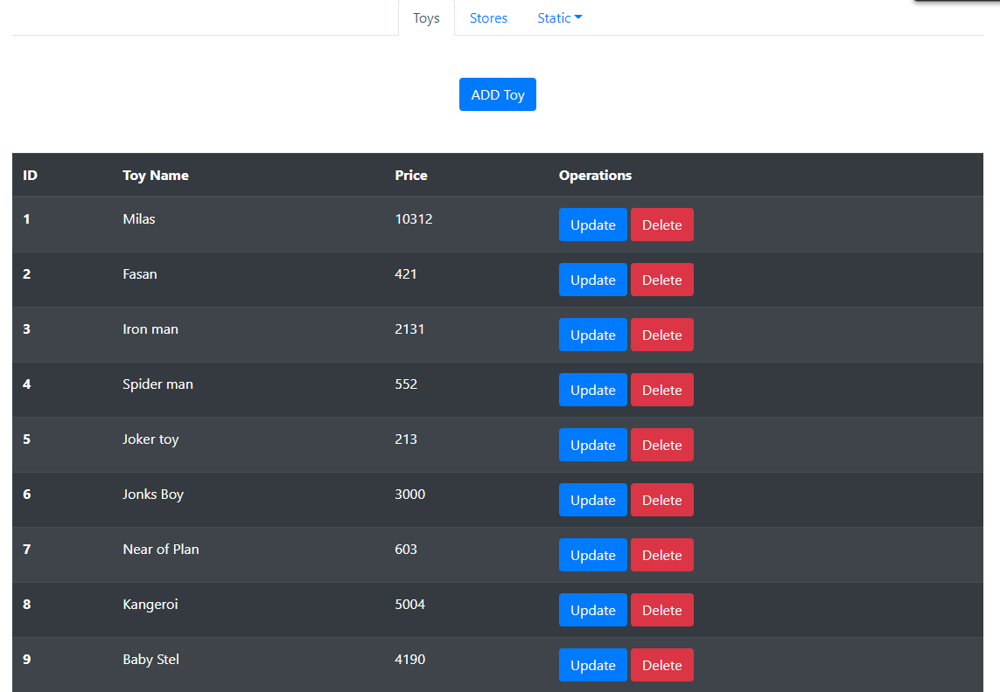 Toys Stores Static
ADD Toy
ID Toy Name Price Operations
1 Milas 10312 Update Delete
2 Fasan 421 Update Delete
3 Iron man 2131 Update Delete
4 Spider man 552 Update Delete
5 Joker toy 213 Update Delete
6 Jonks Boy 3000 Update Delete
7 Near of Plan 603 Update Delete
8 Kangeroi 5004 Update Delete
9 Baby Stel 4190 Update Delete